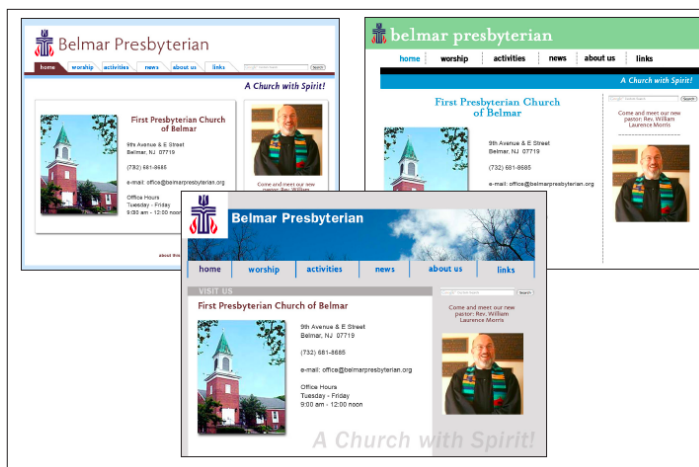 Belmar Presbyterian
home worship activities news about us links
Search
A Church with Spirit!
First Presbyterian Church
of Belmar
9th Avenue & E Street
Belmar, NJ 07719
(732) 681-8685
e-mail: office@belmarpresbyterian.org
Office Hours
Tuesday - Friday
9:00 am - 12:00 noon
Come and meet our new
pastor: Rev. William
about the
belmar presbyterian
home worship activities news about us links
A Church with Spirit!
Search
First Presbyterian Church
of Belmar
9th Avenue & E Street
Belmar, NJ 07719
(732) 681-8685
e-mail: office@belmarpresbyterian.org
Come and meet our new
pastor: Rev. William
Laurence Morris
Belmar Presbyterian
home worship activities news about us links
VISIT US
Search
First Presbyterian Church of Belmar
9th Avenue & E Street
Belmar, NJ 07719
(732) 681-8685
e-mail: office@belmarpresbyterian.org
Office Hours
Tuesday - Friday
9:00 am - 12:00 noon
Come and meet our new
pastor: Rev. William
Laurence Morris
A Church with Spirit!